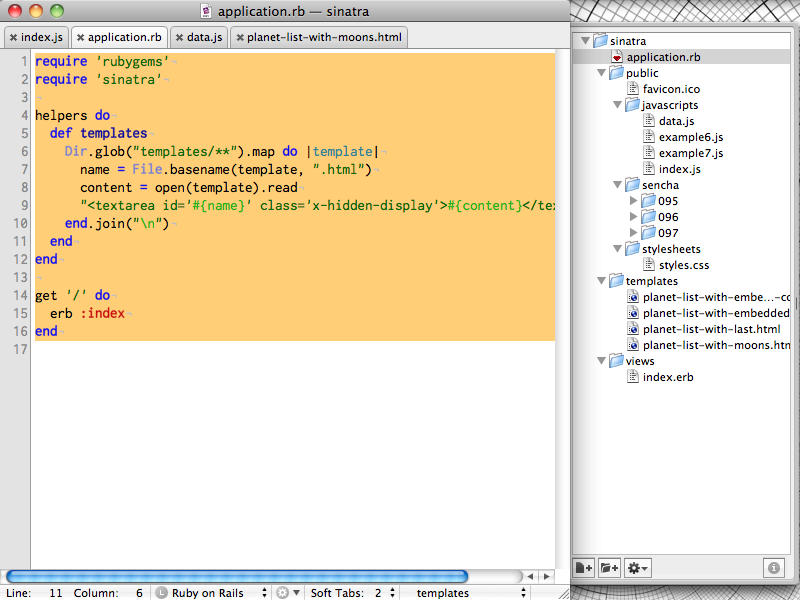 application.rb — sinatra
index.js
application.rb
data.js
planet-list-with-moons.html
1 require 'rubygems'
2 require 'sinatra'
3
4 helpers do
5 def templates
6 Dir.glob("templates/**").map do |template|
7 name = File.basename(template, ".html")
8 content = open(template).read
9 "<textarea id='#{name}' class='x-hidden-display'>#{content}</te
10 end.join("\n")
11 end
12 end
13
14 get '/' do
15 erb :index
16 end
17
Line: 11 Column: 6 L Ruby on Rails Soft Tabs: 2 templates
sinatra
application.rb
public
favicon.ico
javascripts
data.js
example6.js
example7.js
index.js
sencha
095
096
097
stylesheets
styles.css
templates
planet-list-with-embe…-co
planet-list-with-embedded
planet-list-with-last.html
planet-list-with-moons.htm
views
index.erb